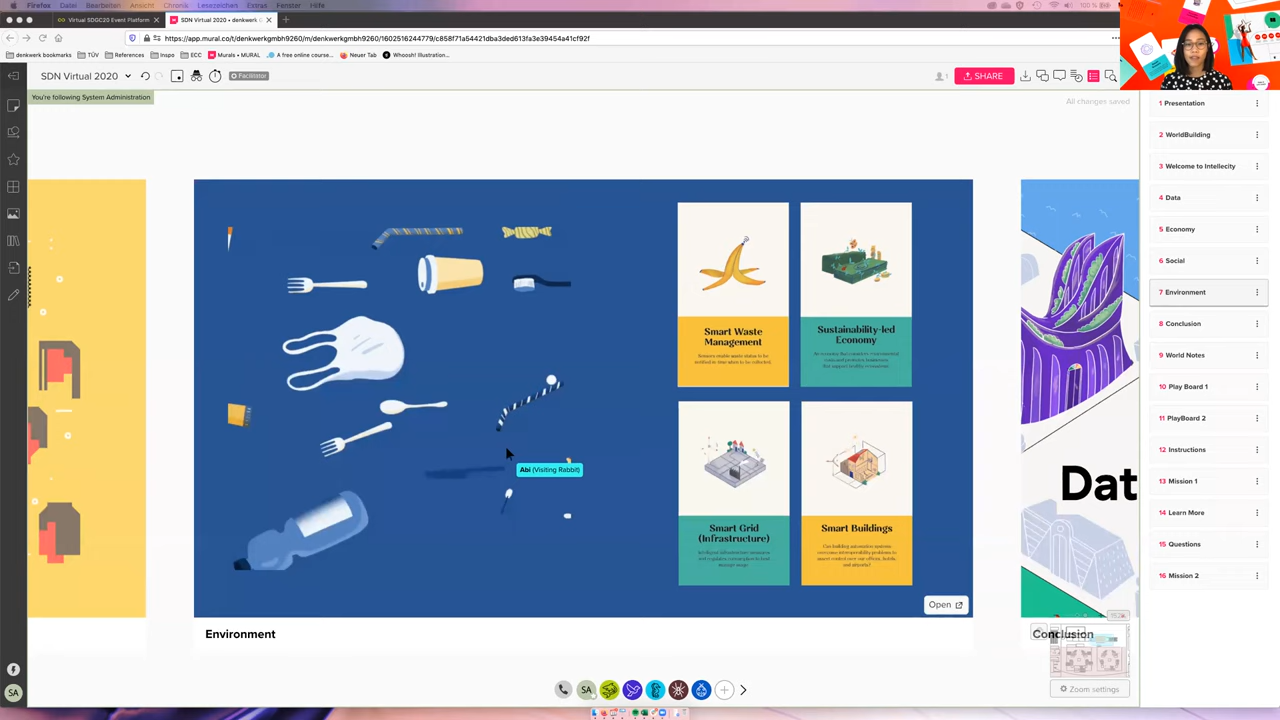 Firefox Datei Bearbeiten Ansicht Chronik Lesezeichen Extras Fenster Hilfe
100 %
Virtual SDGC20 Event Platform
SDN Virtual 2020 • denkwerk
https://app.mural.co/t/denkwerkgmbh9260/m/denkwerkgmbh9260/1602516244779/c858f71a54421dba3ded613fa3e39454a41cf92f
denkwerk bookmarks TÜV References Inspo ECC Murals • MURAL A free online course... Neuer Tab Whoosh! Illustration...
SDN Virtual 2020
Facilitator
1
SHARE
You're following System Administration
All changes saved
1 Presentation
2 WorldBuilding
3 Welcome to Intellecity
4 Data
5 Economy
6 Social
7 Environment
8 Conclusion
9 World Notes
10 Play Board 1
11 PlayBoard 2
12 Instructions
13 Mission 1
14 Learn More
15 Questions
16 Mission 2
Smart Waste
Management
Sustainability-led
Economy
Abi (Visiting Rabbit)
Smart Grid
(Infrastructure)
Smart Buildings
Dat
Open
Environment
Conclusion
SA
SA
Zoom settings